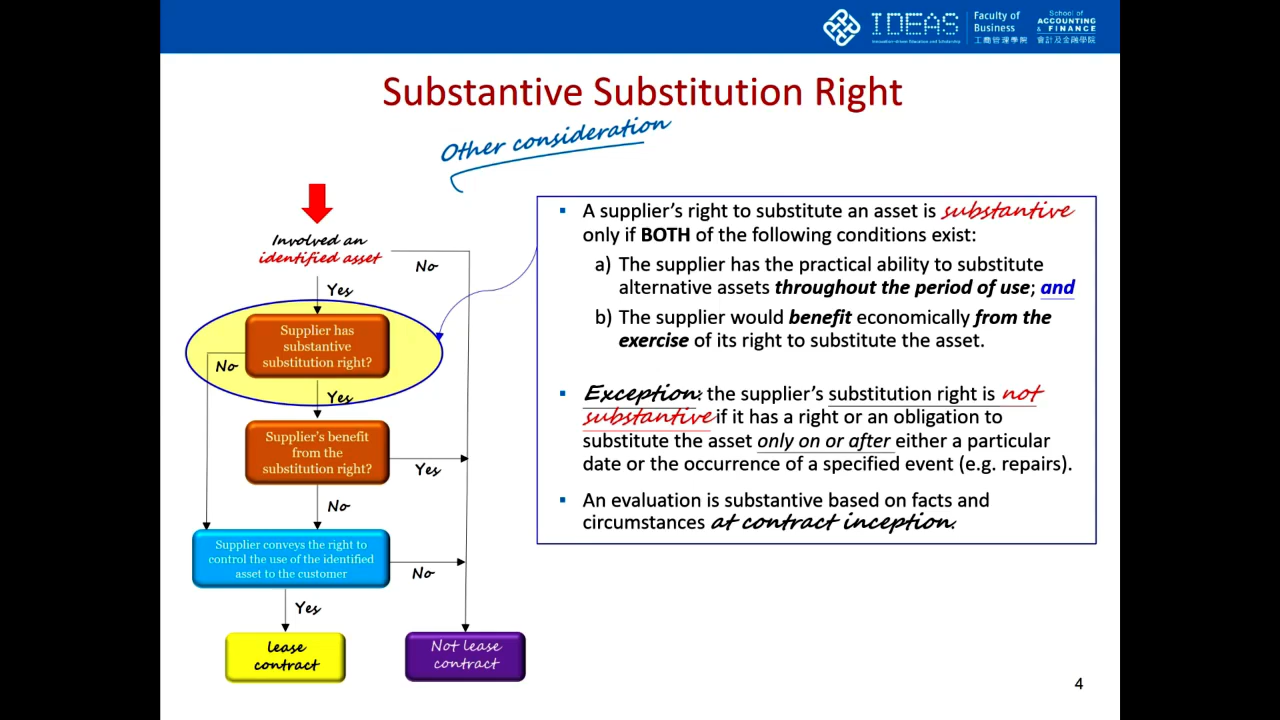 IDEAS
Innovation-driven Education and Scholarship
Faculty of
Business
工商管理學院
School of
ACCOUNTING
& FINANCE
會計及金融學院
Substantive Substitution Right
Other consideration
Involved an
identified asset
No
Yes
Supplier has
substantive
substitution right?
No
Yes
Supplier's benefit
from the
substitution right?
Yes
No
Supplier conveys the right to
control the use of the identified
asset to the customer
No
Yes
Lease
contract
Not lease
contract
▪ A supplier's right to substitute an asset is substantive
only if BOTH of the following conditions exist:
a) The supplier has the practical ability to substitute
alternative assets throughout the period of use; and
b) The supplier would benefit economically from the
exercise of its right to substitute the asset.
▪ Exception: the supplier's substitution right is not
substantive if it has a right or an obligation to
substitute the asset only on or after either a particular
date or the occurrence of a specified event (e.g. repairs).
▪ An evaluation is substantive based on facts and
circumstances at contract inception.
4